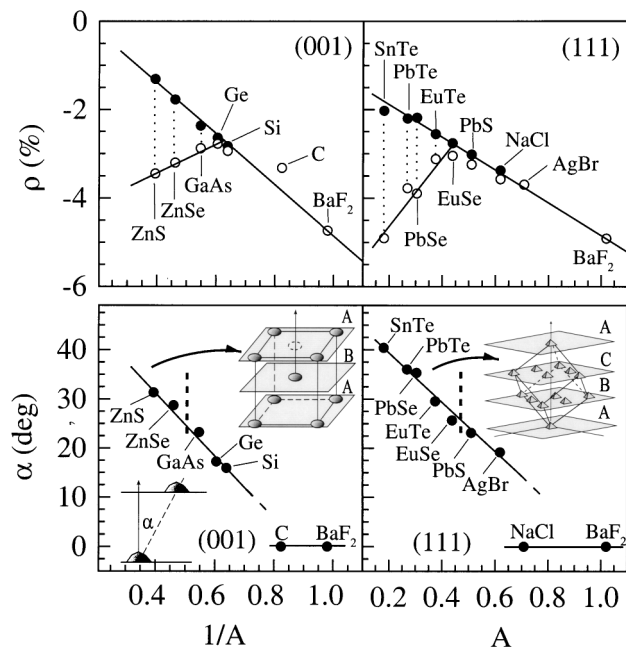 0
-2
-4
-6
ρ (%)
(001)
Ge
Si
C
GaAs
ZnSe
ZnS
BaF2
(111)
SnTe
PbTe
EuTe
PbS
NaCl
AgBr
EuSe
PbSe
BaF2
40
30
20
10
0
α (deg)
A
B
A
ZnS
ZnSe
GaAs
Ge
Si
α
(001)
C
BaF2
0.4 0.6 0.8 1.0
1/A
A
C
B
A
SnTe
PbTe
PbSe
EuTe
EuSe
PbS
AgBr
(111)
NaCl
BaF2
0.2 0.4 0.6 0.8 1.0
A